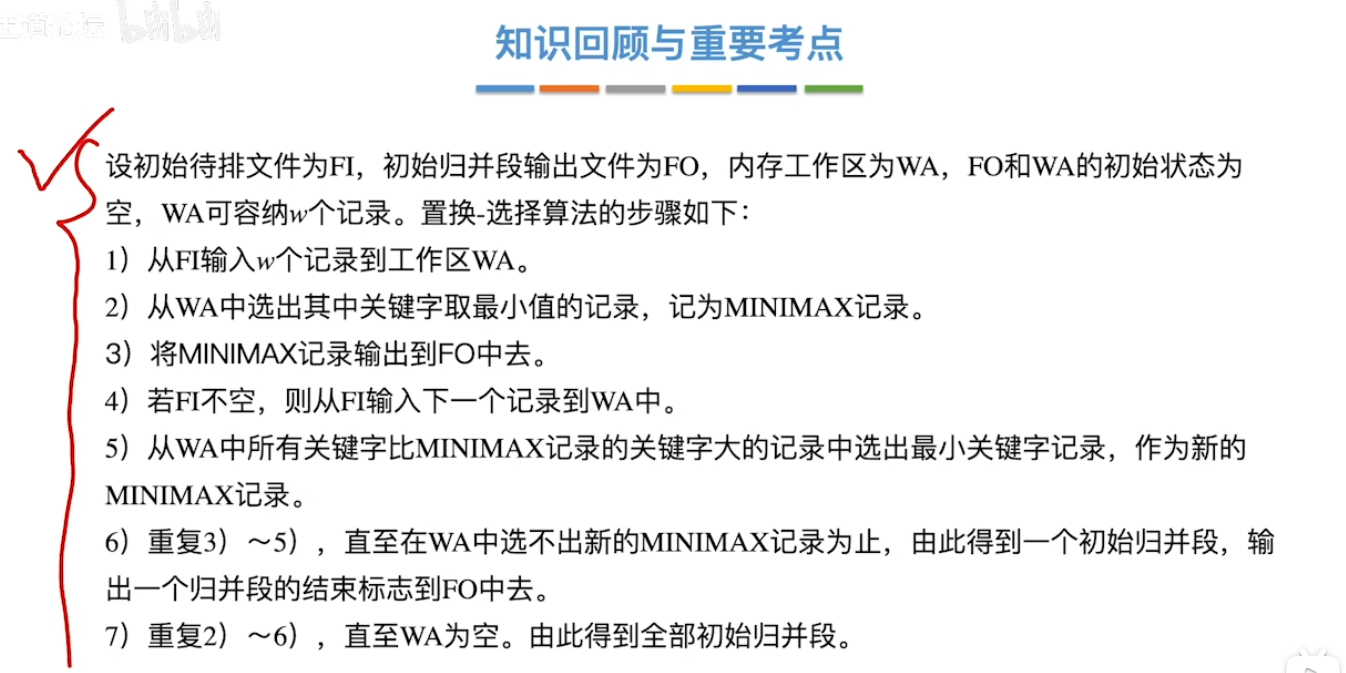 王道论坛 bilibili
知识回顾与重要考点
设初始待排文件为FI，初始归并段输出文件为FO，内存工作区为WA，FO和WA的初始状态为
空，WA可容纳w个记录。置换-选择算法的步骤如下：
1）从FI输入w个记录到工作区WA。
2）从WA中选出其中关键字取最小值的记录，记为MINIMAX记录。
3）将MINIMAX记录输出到FO中去。
4）若FI不空，则从FI输入下一个记录到WA中。
5）从WA中所有关键字比MINIMAX记录的关键字大的记录中选出最小关键字记录，作为新的
MINIMAX记录。
6）重复3）～5），直至在WA中选不出新的MINIMAX记录为止，由此得到一个初始归并段，输
出一个归并段的结束标志到FO中去。
7）重复2）～6），直至WA为空。由此得到全部初始归并段。